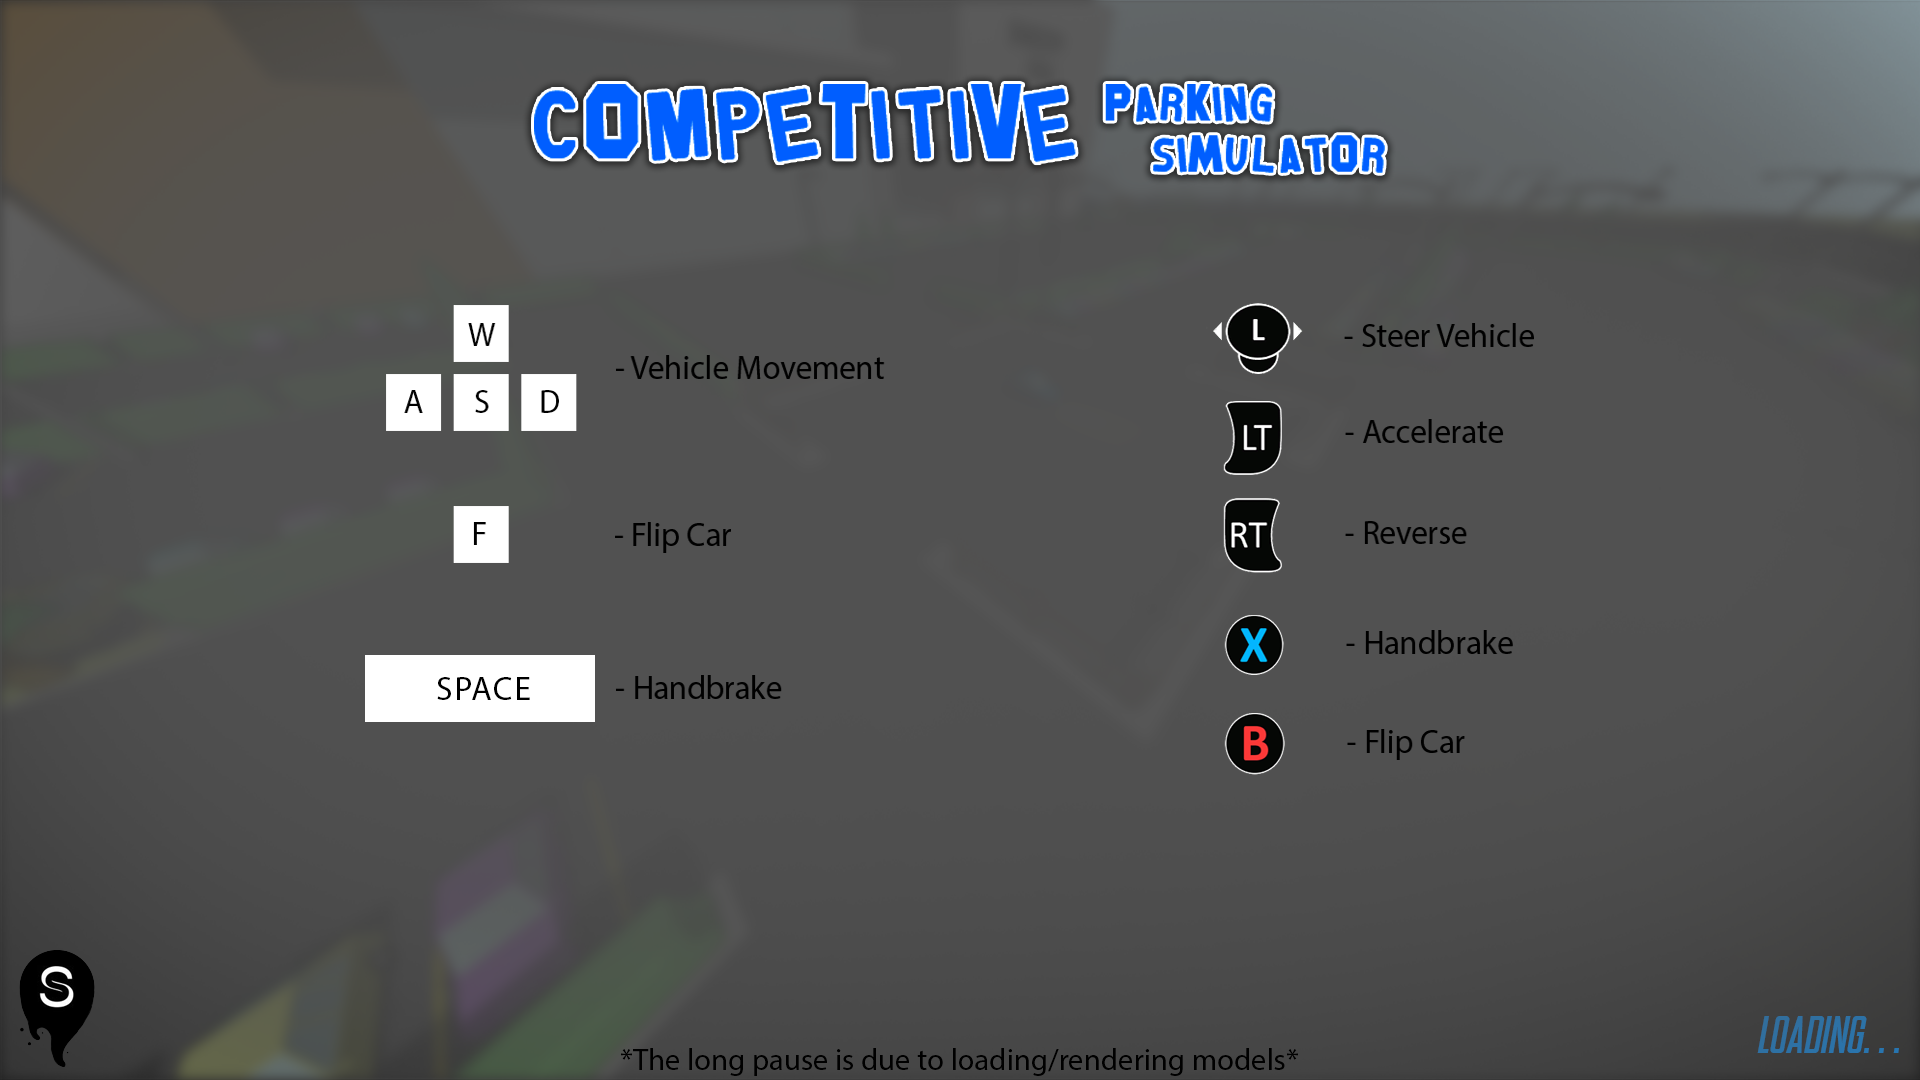 COMPETITIVE PARKING
SIMULATOR
W
A S D
- Vehicle Movement
F - Flip Car
SPACE - Handbrake
L - Steer Vehicle
LT - Accelerate
RT - Reverse
X - Handbrake
B - Flip Car
S
LOADING...
*The long pause is due to loading/rendering models*